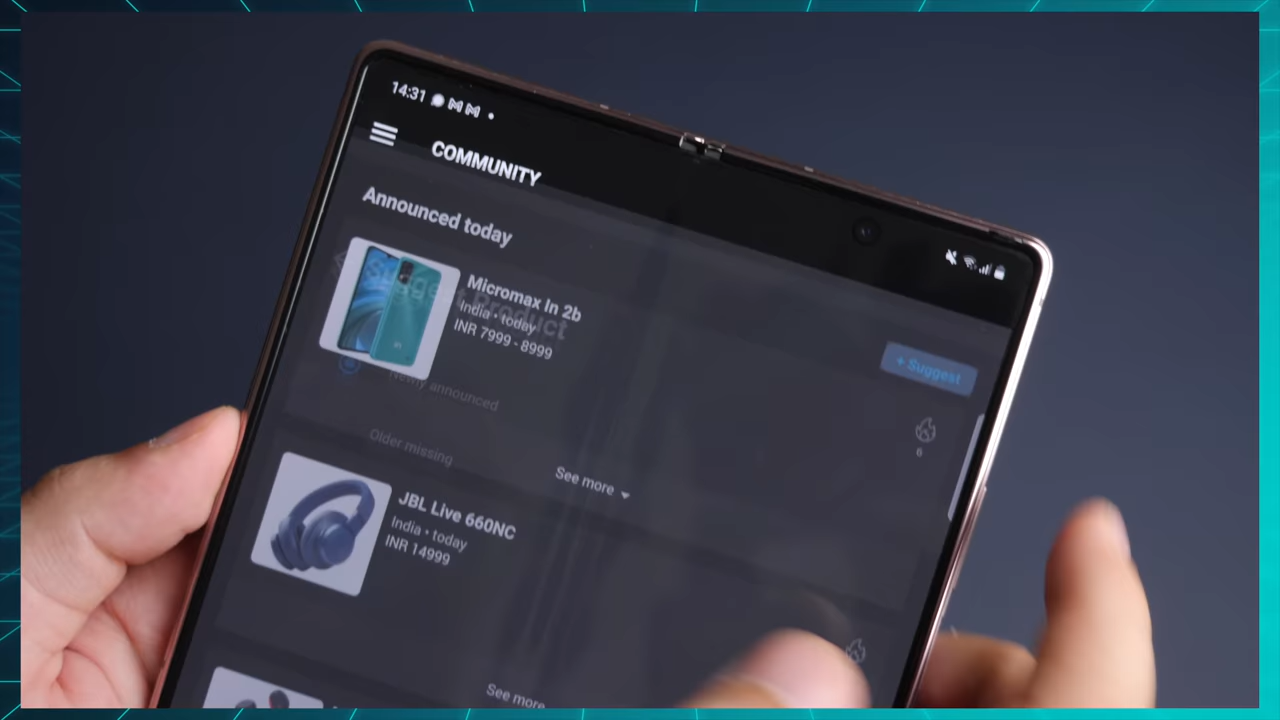 14:31
COMMUNITY
Announced today
Micromax In 2b
India • today
INR 7999 - 8999
Suggest Product
+ Suggest
Newly announced
6
Older missing
See more
JBL Live 660NC
India • today
INR 14999
See more